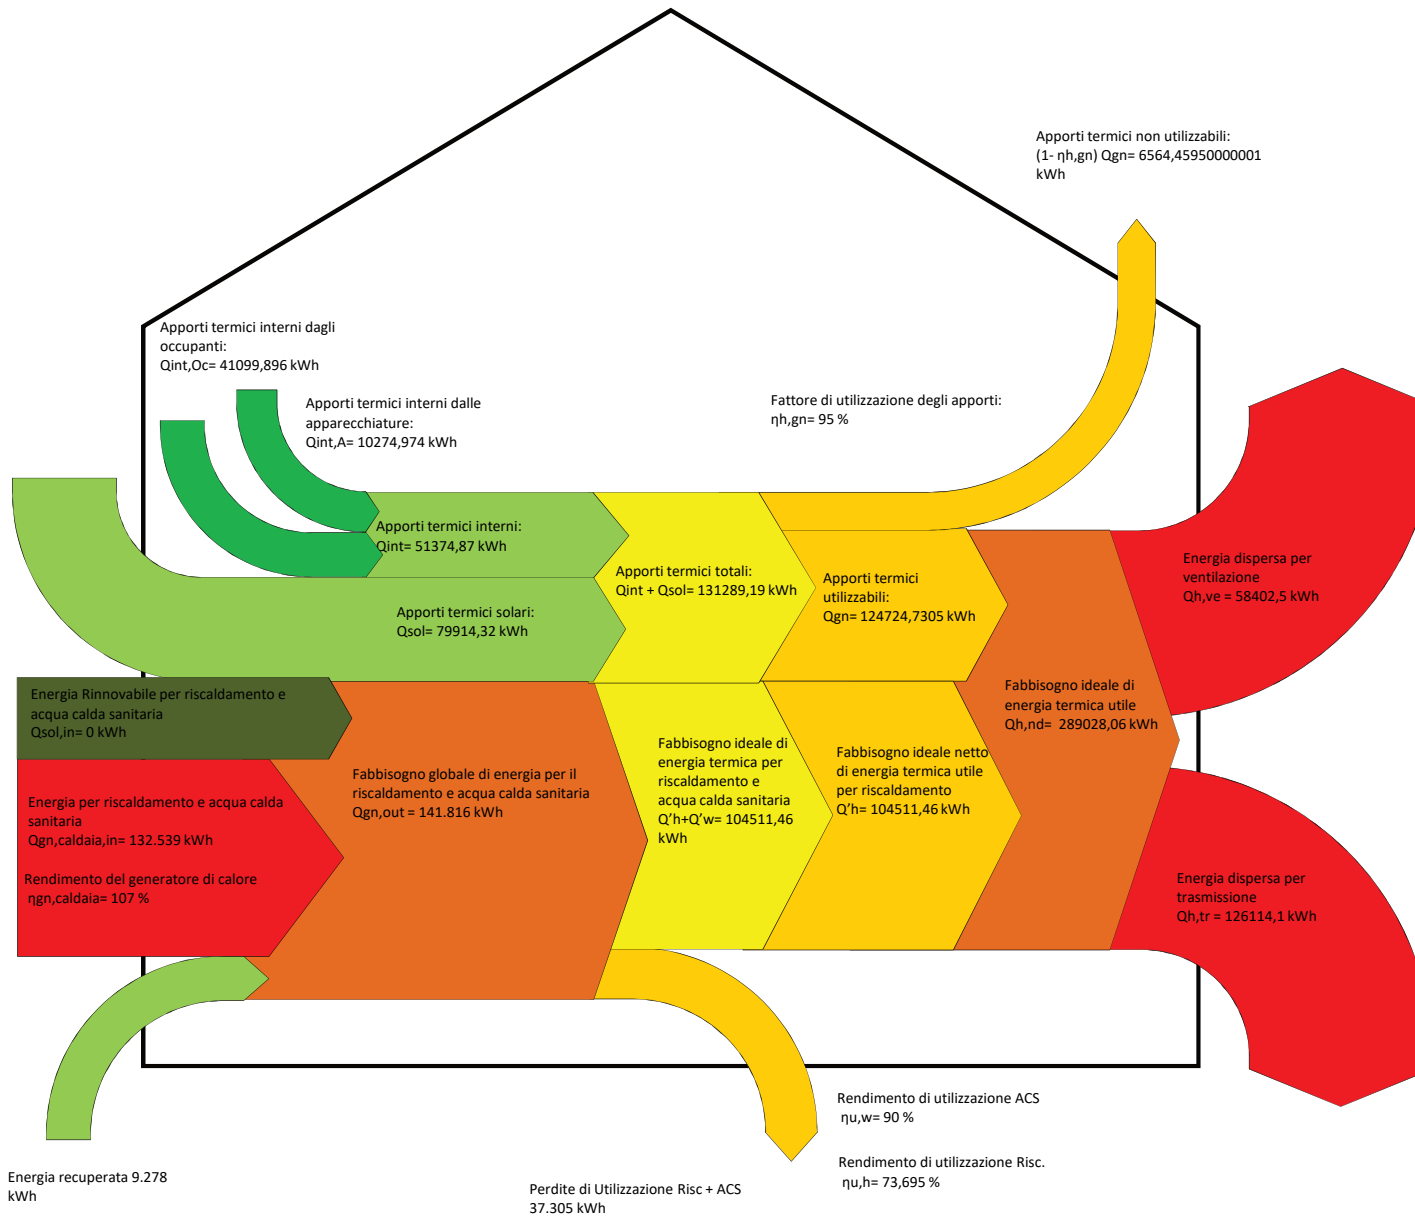 Apporti termici non utilizzabili:
(1- ηh,gn) Qgn= 6564,45950000001
kWh
Apporti termici interni dagli
occupanti:
Qint,Oc= 41099,896 kWh
Apporti termici interni dalle
apparecchiature:
Qint,A= 10274,974 kWh
Fattore di utilizzazione degli apporti:
ηh,gn= 95 %
Apporti termici interni:
Qint= 51374,87 kWh
Apporti termici totali:
Qint + Qsol= 131289,19 kWh
Apporti termici
utilizzabili:
Qgn= 124724,7305 kWh
Energia dispersa per
ventilazione
Qh,ve = 58402,5 kWh
Apporti termici solari:
Qsol= 79914,32 kWh
Energia Rinnovabile per riscaldamento e
acqua calda sanitaria
Qsol,in= 0 kWh
Fabbisogno ideale di
energia termica utile
Qh,nd=  289028,06 kWh
Fabbisogno globale di energia per il
riscaldamento e acqua calda sanitaria
Qgn,out = 141.816 kWh
Fabbisogno ideale di
energia termica per
riscaldamento e
acqua calda sanitaria
Q’h+Q’w= 104511,46
kWh
Fabbisogno ideale netto
di energia termica utile
per riscaldamento
Q’h= 104511,46 kWh
Energia per riscaldamento e acqua calda
sanitaria
Qgn,caldaia,in= 132.539 kWh
Rendimento del generatore di calore
ηgn,caldaia= 107 %
Energia dispersa per
trasmissione
Qh,tr = 126114,1 kWh
Rendimento di utilizzazione ACS
ηu,w= 90 %
Rendimento di utilizzazione Risc.
ηu,h= 73,695 %
Energia recuperata 9.278
kWh
Perdite di Utilizzazione Risc + ACS
37.305 kWh